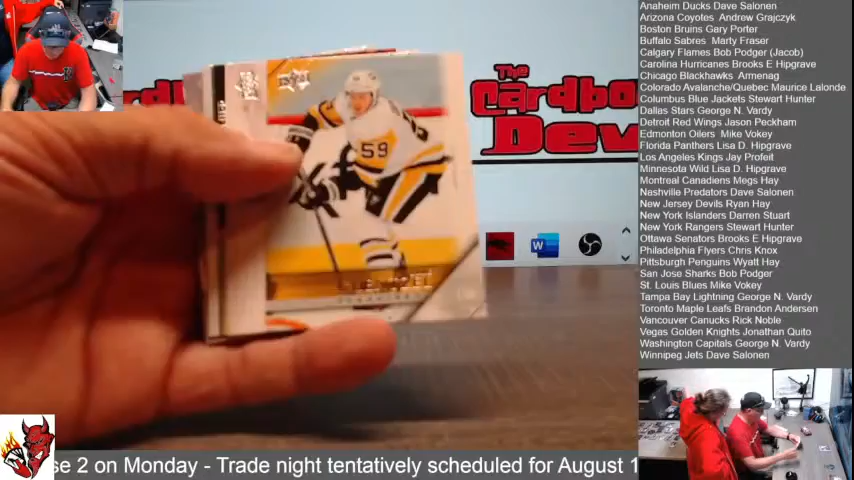 Anaheim Ducks Dave Salonen
Arizona Coyotes Andrew Grajczyk
Boston Bruins Gary Porter
Buffalo Sabres Marty Fraser
Calgary Flames Bob Podger (Jacob)
Carolina Hurricanes Brooks E Hipgrave
Chicago Blackhawks Armenag
Colorado Avalanche/Quebec Maurice Lalonde
Columbus Blue Jackets Stewart Hunter
Dallas Stars George N. Vardy
Detroit Red Wings Jason Peckham
Edmonton Oilers Mike Vokey
Florida Panthers Lisa D. Hipgrave
Los Angeles Kings Jay Profeit
Minnesota Wild Lisa D. Hipgrave
Montreal Canadiens Megs Hay
Nashville Predators Dave Salonen
New Jersey Devils Ryan Hay
New York Islanders Darren Stuart
New York Rangers Stewart Hunter
Ottawa Senators Brooks E Hipgrave
Philadelphia Flyers Chris Knox
Pittsburgh Penguins Wyatt Hay
San Jose Sharks Bob Podger
St. Louis Blues Mike Vokey
Tampa Bay Lightning George N. Vardy
Toronto Maple Leafs Brandon Andersen
Vancouver Canucks Rick Noble
Vegas Golden Knights Jonathan Quito
Washington Capitals George N. Vardy
Winnipeg Jets Dave Salonen
The
Cardbo
Dev
59
W
se 2 on Monday - Trade night tentatively scheduled for August 1